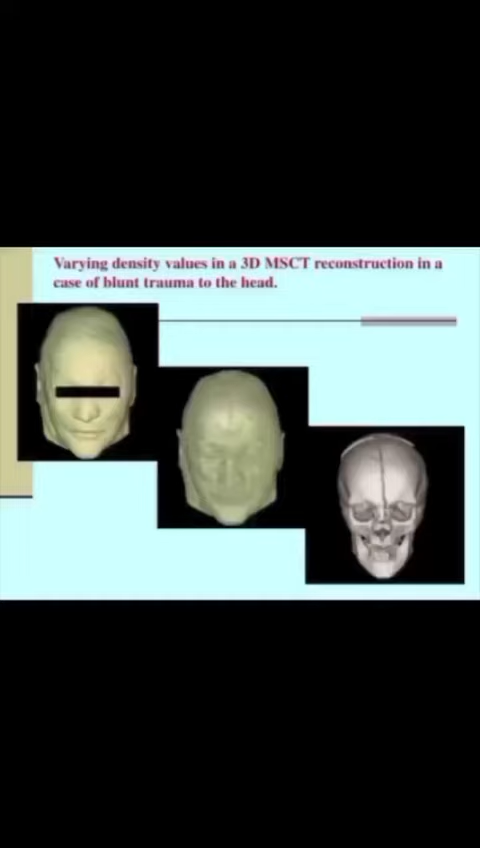 Varying density values in a 3D MSCT reconstruction in a
case of blunt trauma to the head.